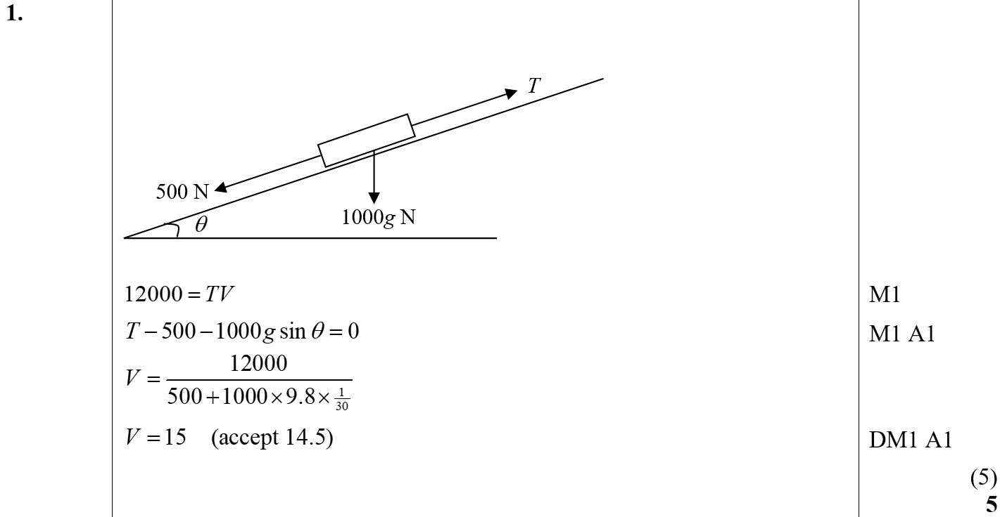 1.
T
500 N
1000g N
θ
12000 = TV M1
T − 500 − 1000g sin θ = 0 M1 A1
V = 12000 / (500 + 1000 × 9.8 × 1/30)
V = 15 (accept 14.5) DM1 A1
(5)
5